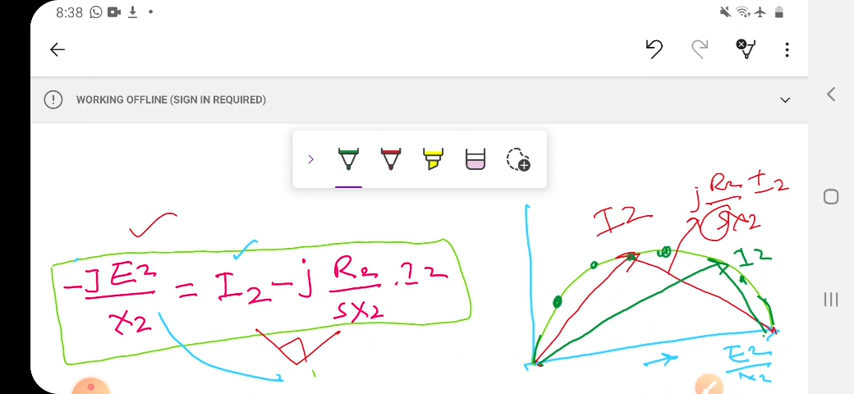 8:38
WORKING OFFLINE (SIGN IN REQUIRED)
j R2/SX2 I2
I2
-J E2/X2 = I2 - j R2/SX2 . I2
I2
E2/X2